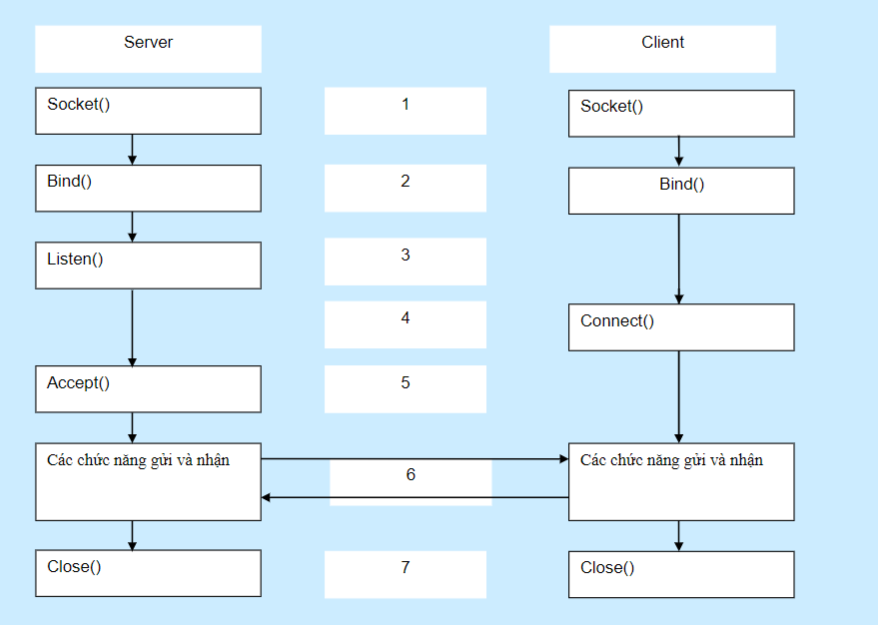 Server
Client
Socket()
1
Socket()
Bind()
2
Bind()
Listen()
3
4
Connect()
Accept()
5
Các chức năng gửi và nhận
6
Các chức năng gửi và nhận
Close()
7
Close()